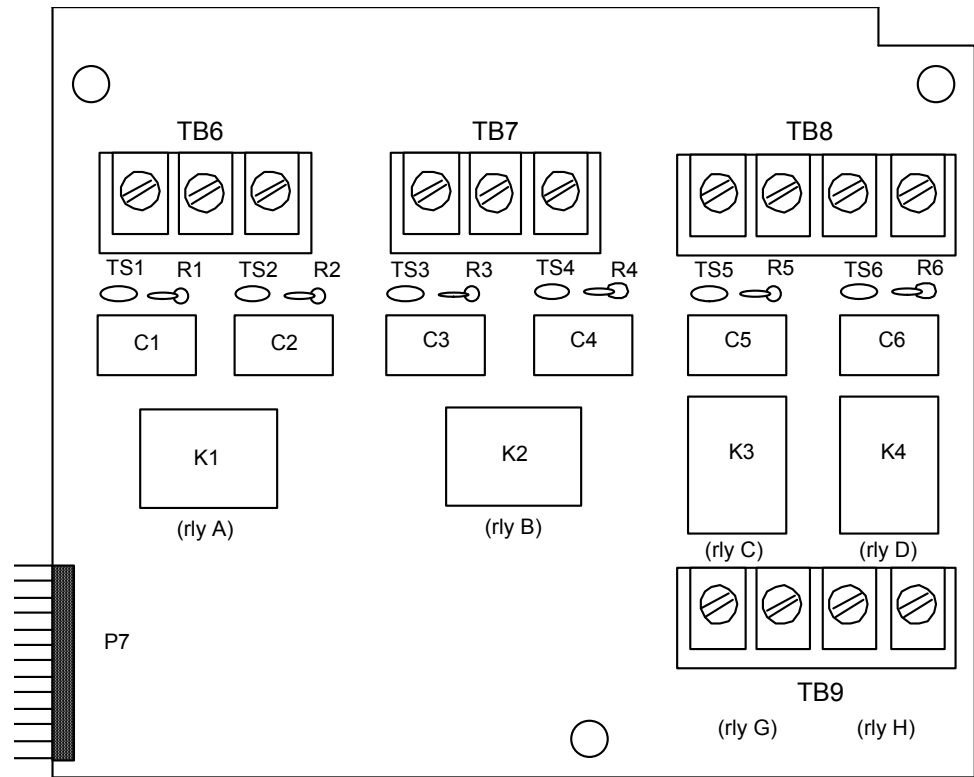 TB6 TB7 TB8
TS1 R1 TS2 R2 TS3 R3 TS4 R4 TS5 R5 TS6 R6
C1 C2 C3 C4 C5 C6
K1 K2 K3 K4
(rly A) (rly B) (rly C) (rly D)
P7
TB9
(rly G) (rly H)